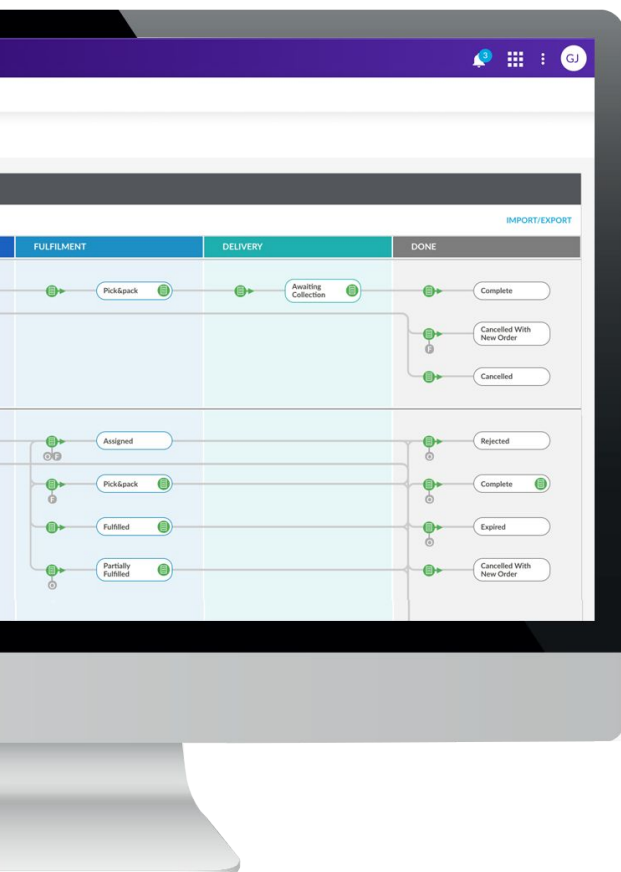 3
GJ
IMPORT/EXPORT
FULFILMENT
DELIVERY
DONE
Pick&pack
Awaiting
Collection
Complete
Cancelled With
New Order
F
Cancelled
Assigned
Rejected
O F
O
Pick&pack
Complete
F
O
Fulfilled
Expired
O
Partially
Fulfilled
Cancelled With
New Order
O